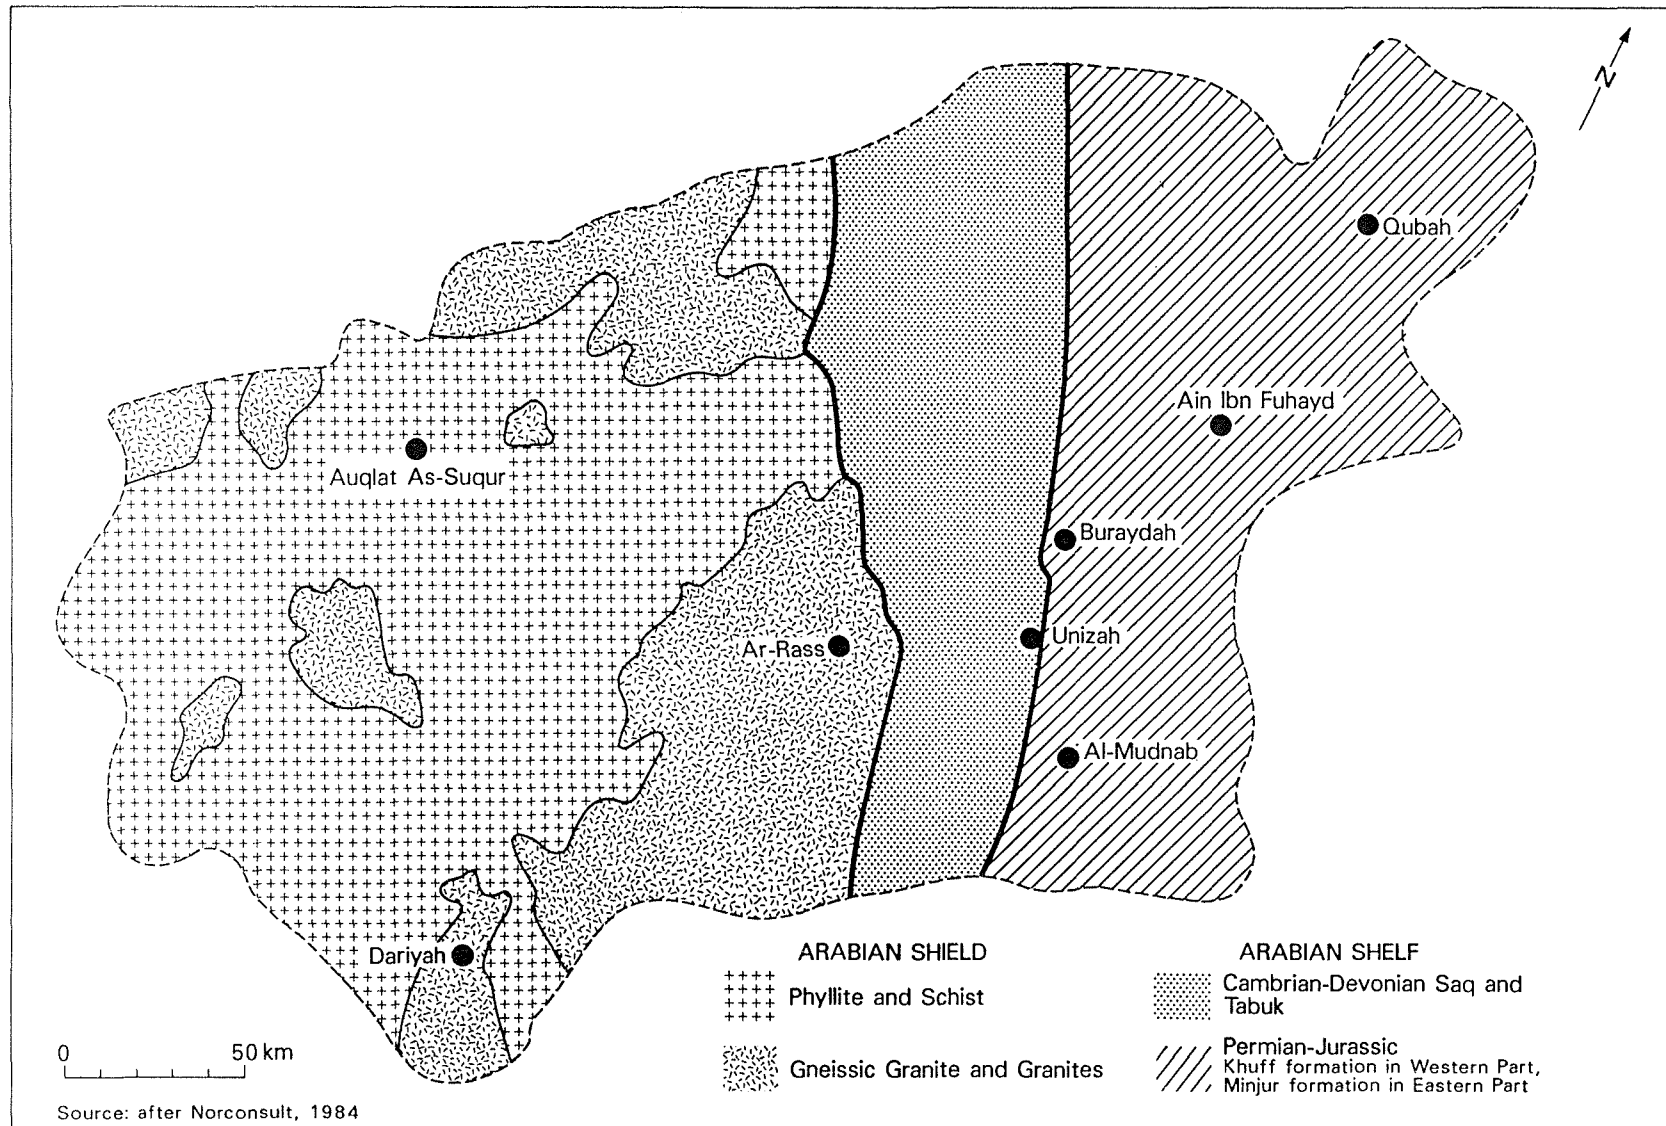 N
Qubah
Ain Ibn Fuhayd
Auqlat As-Suqur
Buraydah
Unizah
Ar-Rass
Al-Mudnab
Dariyah
ARABIAN SHIELD
Phyllite and Schist
Gneissic Granite and Granites
ARABIAN SHELF
Cambrian-Devonian Saq and
Tabuk
Permian-Jurassic
Khuff formation in Western Part,
Minjur formation in Eastern Part
0 50 km
Source: after Norconsult, 1984